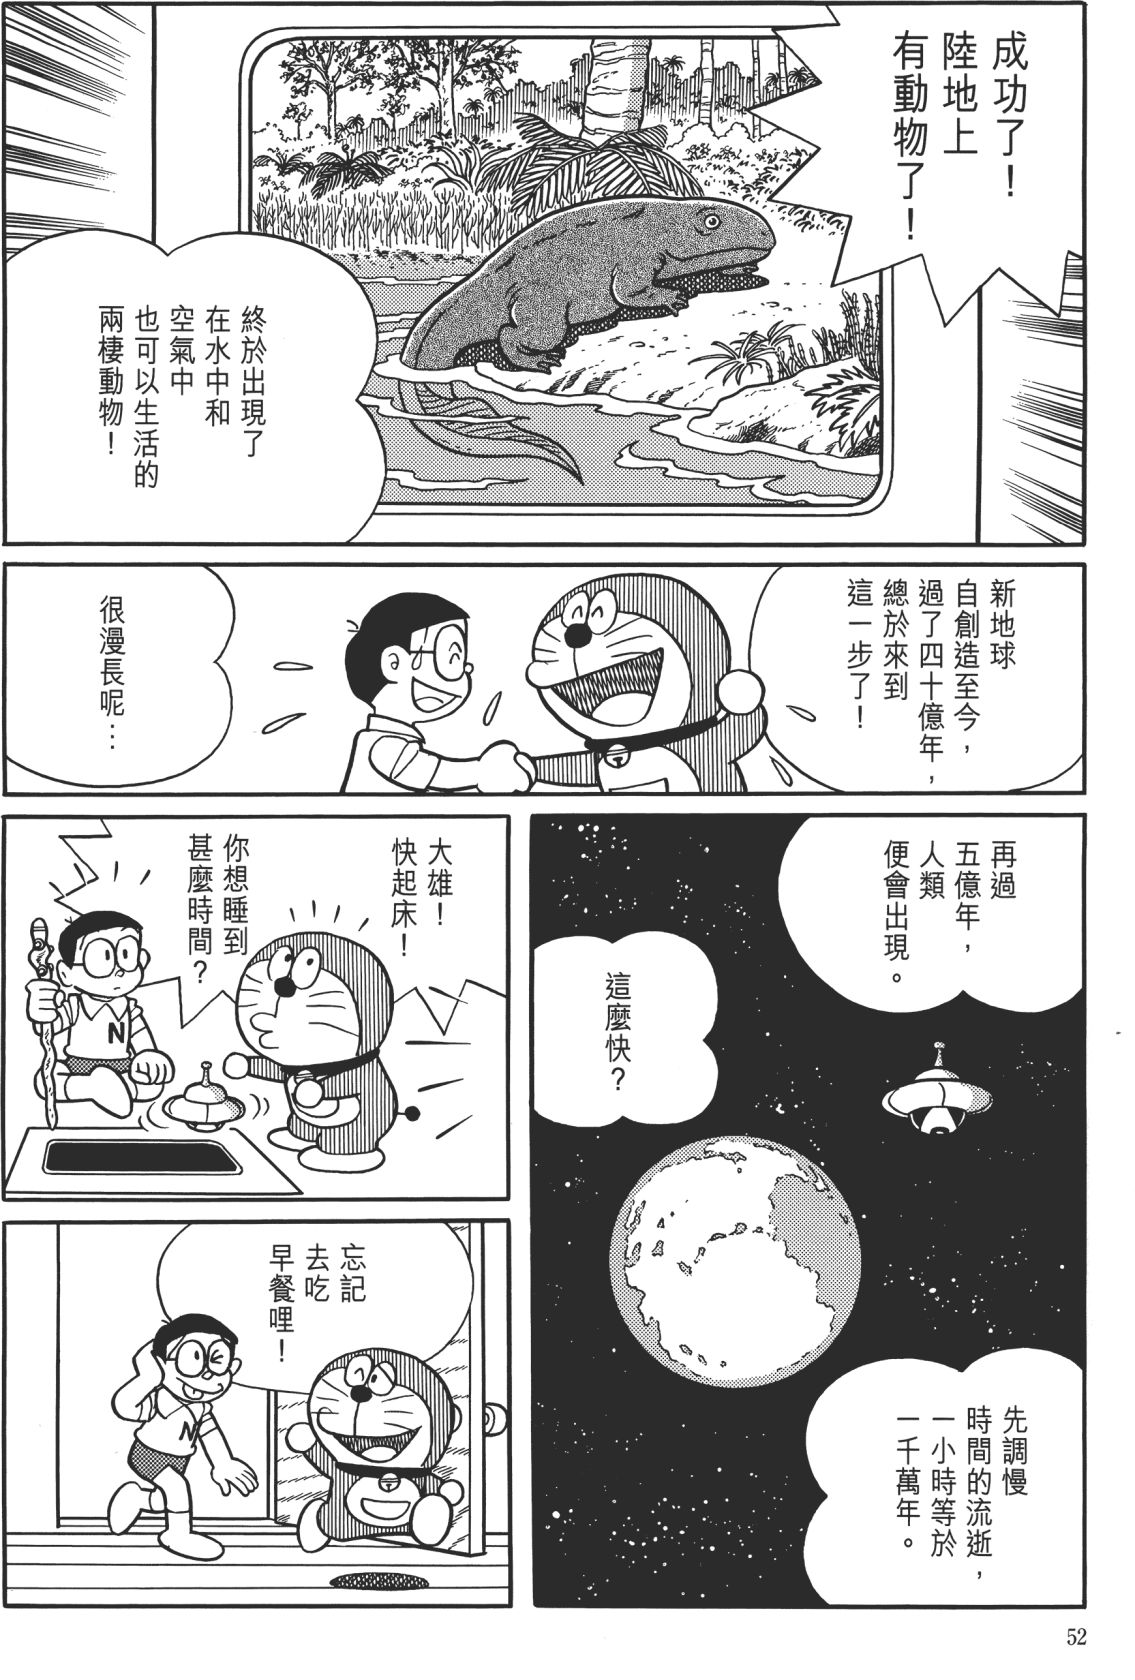 成功了！
陸地上
有動物了！
終於出現了
在水中和
空氣中
也可以生活的
兩棲動物！
新地球
自創造至今，
過了四十億年，
總於來到
這一步了！
很漫長呢…
再過
五億年，
人類
便會出現。
這麼快？
先調慢
時間的流逝，
一小時等於
一千萬年。
大雄！
快起床！
你想睡到
甚麼時間？
N
忘記
去吃
早餐哩！
N
52